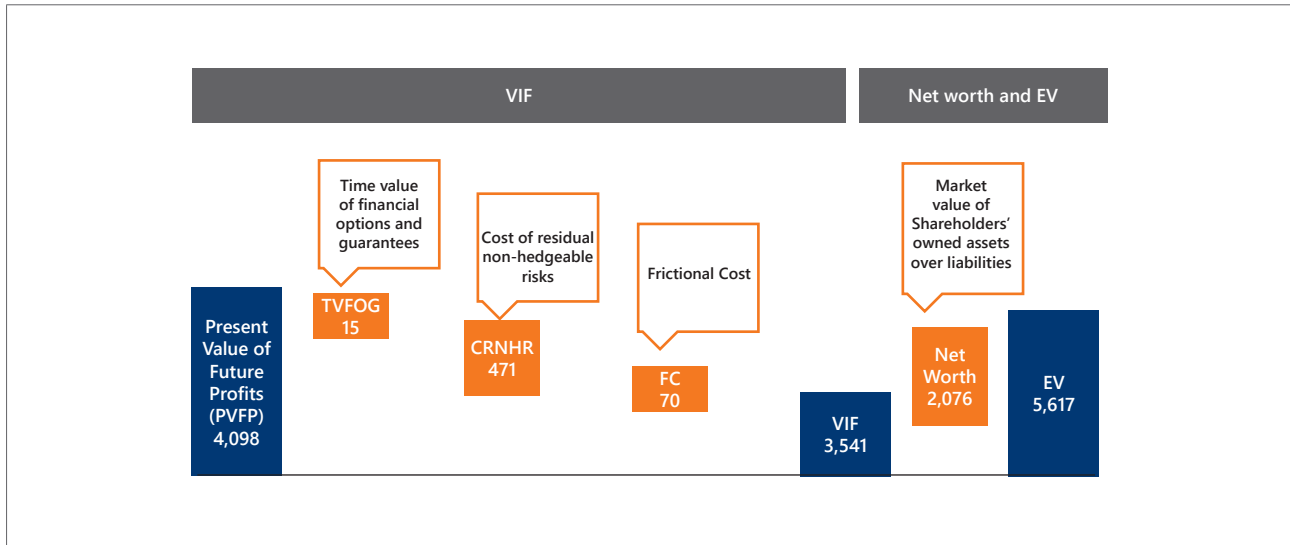 VIF
Net worth and EV
Time value
of financial
options and
guarantees
Cost of residual
non-hedgeable
risks
Frictional Cost
Market
value of
Shareholders’
owned assets
over liabilities
Present
Value of
Future
Profits
(PVFP)
4,098
TVFOG
15
CRNHR
471
FC
70
VIF
3,541
Net
Worth
2,076
EV
5,617